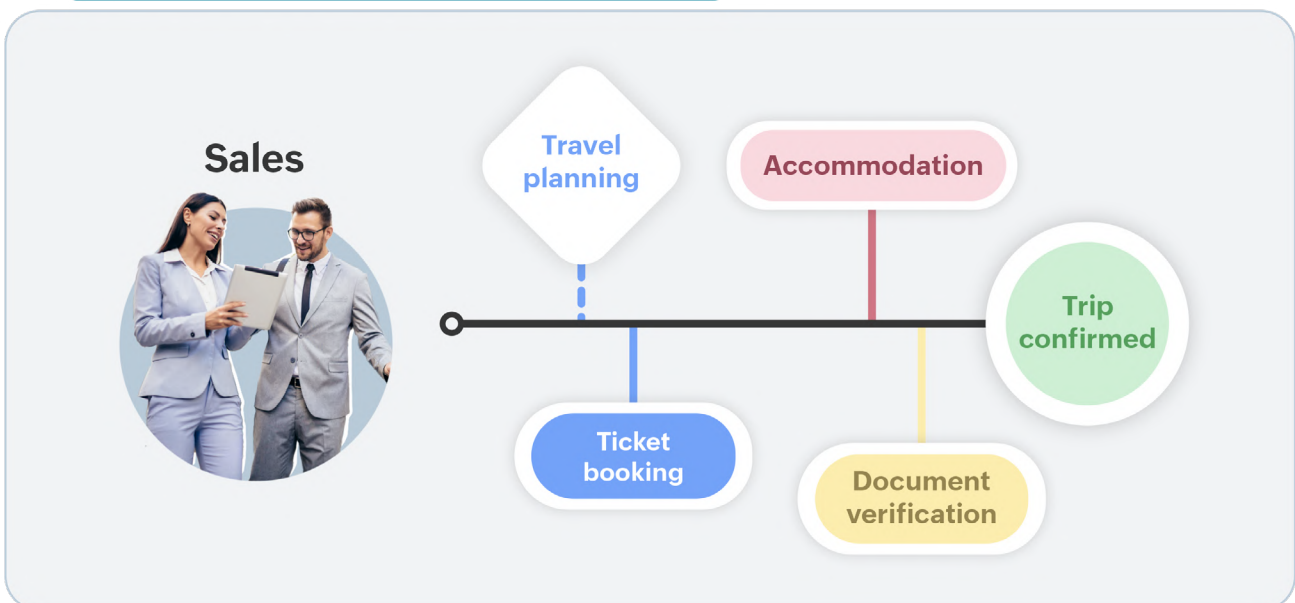 Sales
Travel
planning
Accommodation
Trip
confirmed
Ticket
booking
Document
verification